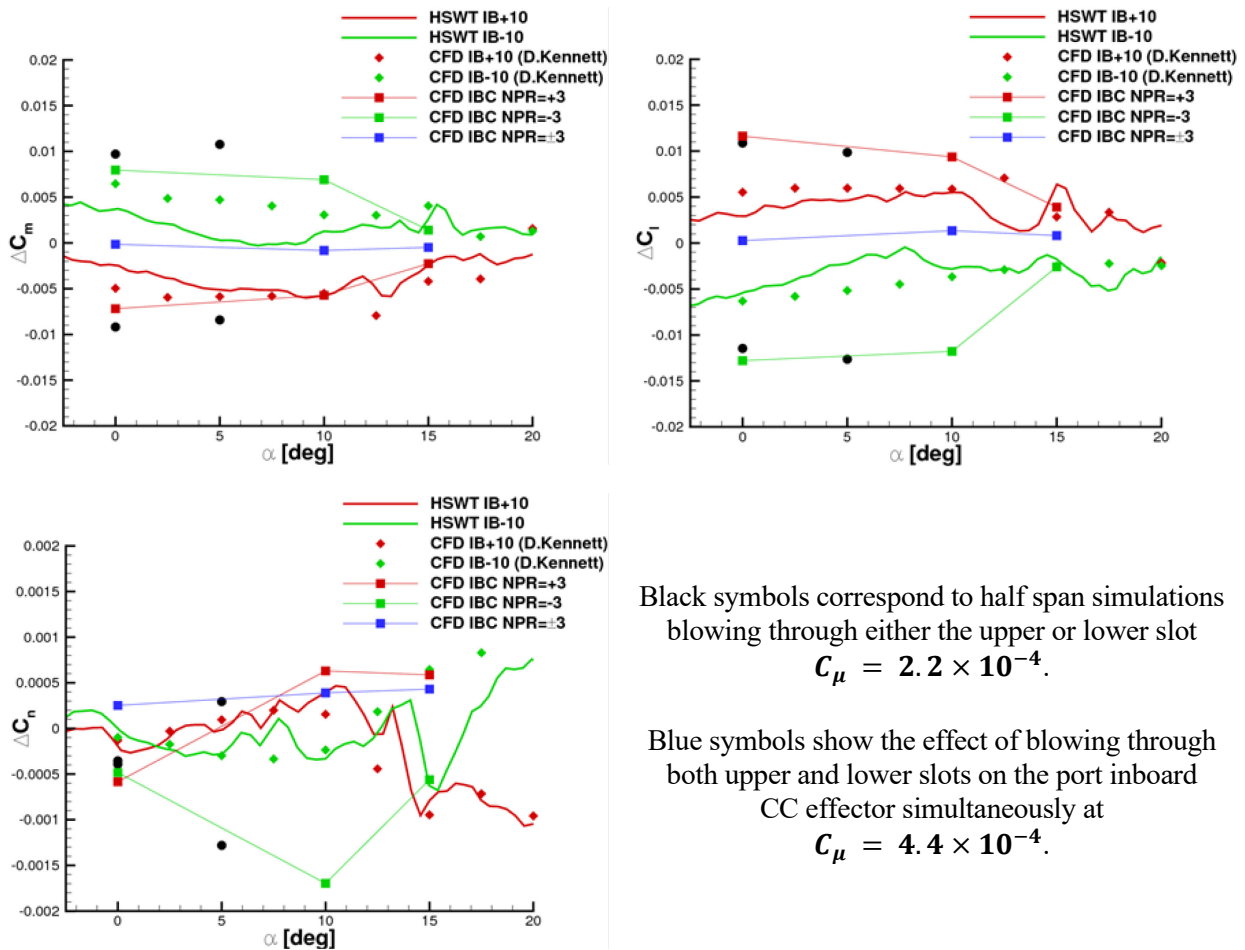 HSWT IB+10
HSWT IB-10
CFD IB+10 (D.Kennett)
CFD IB-10 (D.Kennett)
CFD IBC NPR=+3
CFD IBC NPR=-3
CFD IBC NPR=±3
0.02
0.015
0.01
0.005
0
-0.005
-0.01
-0.015
-0.02
ΔCm
0 5 10 15 20
α [deg]
HSWT IB+10
HSWT IB-10
CFD IB+10 (D.Kennett)
CFD IB-10 (D.Kennett)
CFD IBC NPR=+3
CFD IBC NPR=-3
CFD IBC NPR=±3
0.02
0.015
0.01
0.005
0
-0.005
-0.01
-0.015
-0.02
ΔCl
0 5 10 15 20
α [deg]
HSWT IB+10
HSWT IB-10
CFD IB+10 (D.Kennett)
CFD IB-10 (D.Kennett)
CFD IBC NPR=+3
CFD IBC NPR=-3
CFD IBC NPR=±3
0.002
0.0015
0.001
0.0005
0
-0.0005
-0.001
-0.0015
-0.002
ΔCn
0 5 10 15 20
α [deg]
Black symbols correspond to half span simulations
blowing through either the upper or lower slot
Cμ = 2.2 × 10⁻⁴.
Blue symbols show the effect of blowing through
both upper and lower slots on the port inboard
CC effector simultaneously at
Cμ = 4.4 × 10⁻⁴.